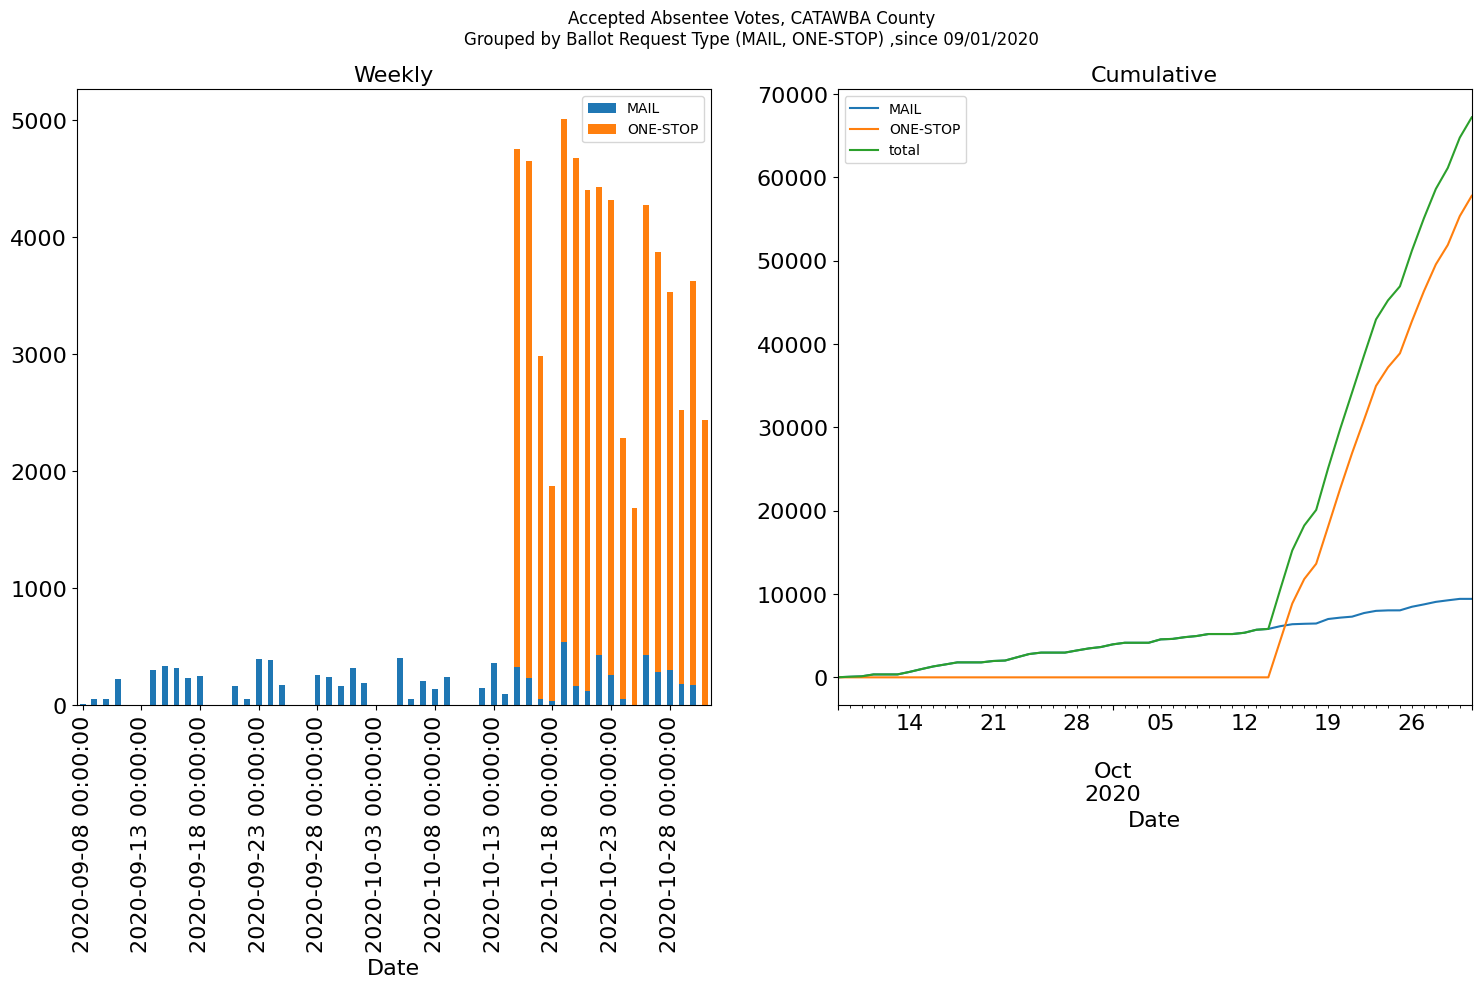 Accepted Absentee Votes, CATAWBA County
Grouped by Ballot Request Type (MAIL, ONE-STOP) ,since 09/01/2020
Weekly
MAIL
ONE-STOP
5000
4000
3000
2000
1000
0
2020-09-08 00:00:00
2020-09-13 00:00:00
2020-09-18 00:00:00
2020-09-23 00:00:00
2020-09-28 00:00:00
2020-10-03 00:00:00
2020-10-08 00:00:00
2020-10-13 00:00:00
2020-10-18 00:00:00
2020-10-23 00:00:00
2020-10-28 00:00:00
Date
Cumulative
MAIL
ONE-STOP
total
70000
60000
50000
40000
30000
20000
10000
0
14 21 28 05 12 19 26
Oct
2020
Date